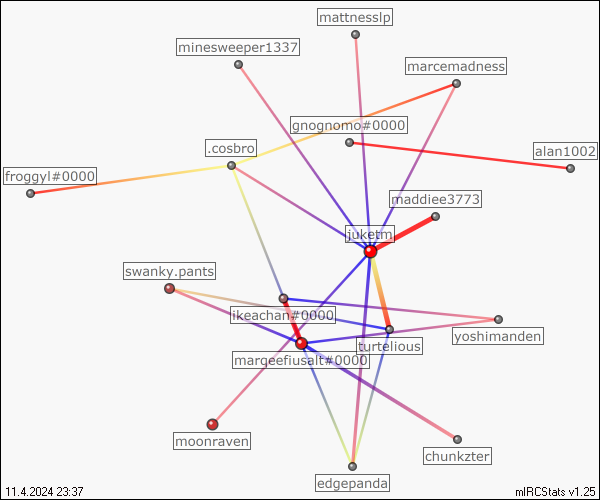 mattnesslp
minesweeper1337
marcemadness
gnognomo#0000
.cosbro
alan1002
froggyl#0000
maddiee3773
juketm
swanky.pants
ikeachan#0000
yoshimanden
turtelious
marqeefiusalt#0000
moonraven
chunkzter
edgepanda
11.4.2024 23:37
mIRCStats v1.25